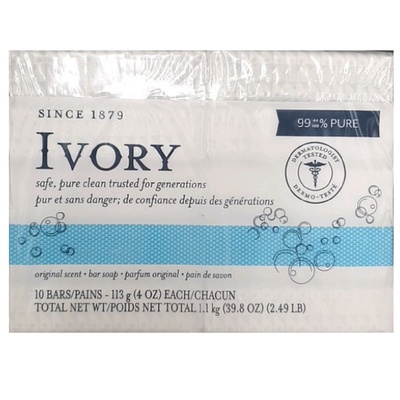 SINCE 1879
IVORY
99 44/100 % PURE
safe, pure clean trusted for generations
pur et sans danger; de confiance depuis des générations
DERMATOLOGIST TESTED
DERMO-TESTÉ
original scent • bar soap • parfum original • pain de savon
10 BARS/PAINS - 113 g (4 OZ) EACH/CHACUN
TOTAL NET WT/POIDS NET TOTAL 1.1 kg (39.8 OZ) (2.49 LB)